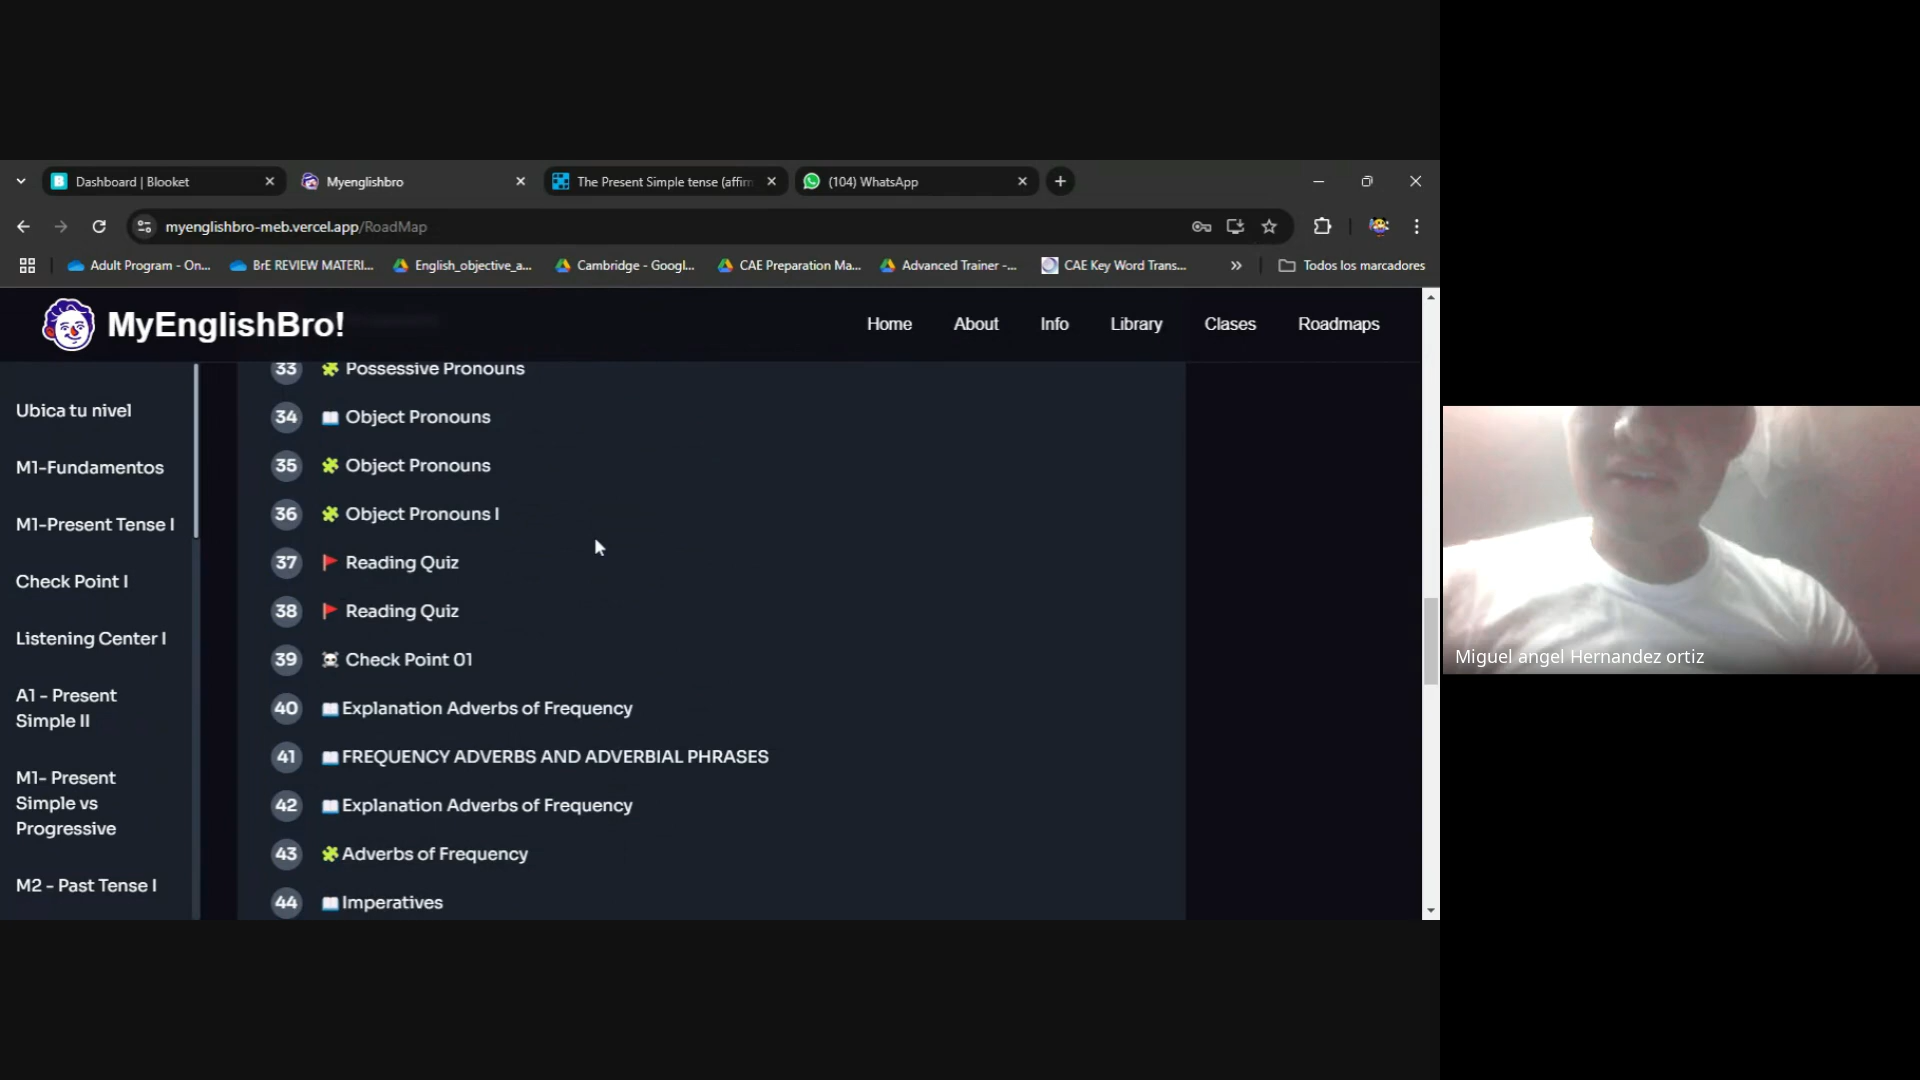 Dashboard | Blooket
Myenglishbro
The Present Simple tense (affirm
(104) WhatsApp
myenglishbro-meb.vercel.app/RoadMap
Adult Program - On...
BrE REVIEW MATERI...
English_objective_a...
Cambridge - Googl...
CAE Preparation Ma...
Advanced Trainer -...
CAE Key Word Trans...
Todos los marcadores
MyEnglishBro!
Home
About
Info
Library
Clases
Roadmaps
Ubica tu nivel
M1-Fundamentos
M1-Present Tense I
Check Point I
Listening Center I
A1 - Present
Simple II
M1- Present
Simple vs
Progressive
M2 - Past Tense I
33 Possessive Pronouns
34 Object Pronouns
35 Object Pronouns
36 Object Pronouns I
37 Reading Quiz
38 Reading Quiz
39 Check Point 01
40 Explanation Adverbs of Frequency
41 FREQUENCY ADVERBS AND ADVERBIAL PHRASES
42 Explanation Adverbs of Frequency
43 Adverbs of Frequency
44 Imperatives
Miguel angel Hernandez ortiz